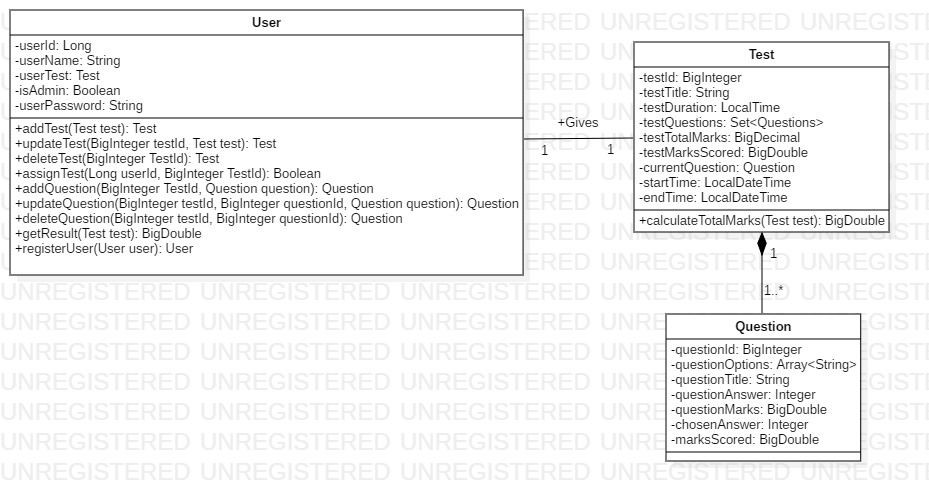 User
-userId: Long
-userName: String
-userTest: Test
-isAdmin: Boolean
-userPassword: String
+addTest(Test test): Test
+updateTest(BigInteger testId, Test test): Test
+deleteTest(BigInteger TestId): Test
+assignTest(Long userId, BigInteger TestId): Boolean
+addQuestion(BigInteger TestId, Question question): Question
+updateQuestion(BigInteger testId, BigInteger questionId, Question question): Question
+deleteQuestion(BigInteger testId, BigInteger questionId): Question
+getResult(Test test): BigDouble
+registerUser(User user): User
+Gives
1
1
Test
-testId: BigInteger
-testTitle: String
-testDuration: LocalTime
-testQuestions: Set<Questions>
-testTotalMarks: BigDecimal
-testMarksScored: BigDouble
-currentQuestion: Question
-startTime: LocalDateTime
-endTime: LocalDateTime
+calculateTotalMarks(Test test): BigDouble
1
1..*
Question
-questionId: BigInteger
-questionOptions: Array<String>
-questionTitle: String
-questionAnswer: Integer
-questionMarks: BigDouble
-chosenAnswer: Integer
-marksScored: BigDouble
UNREGISTERED